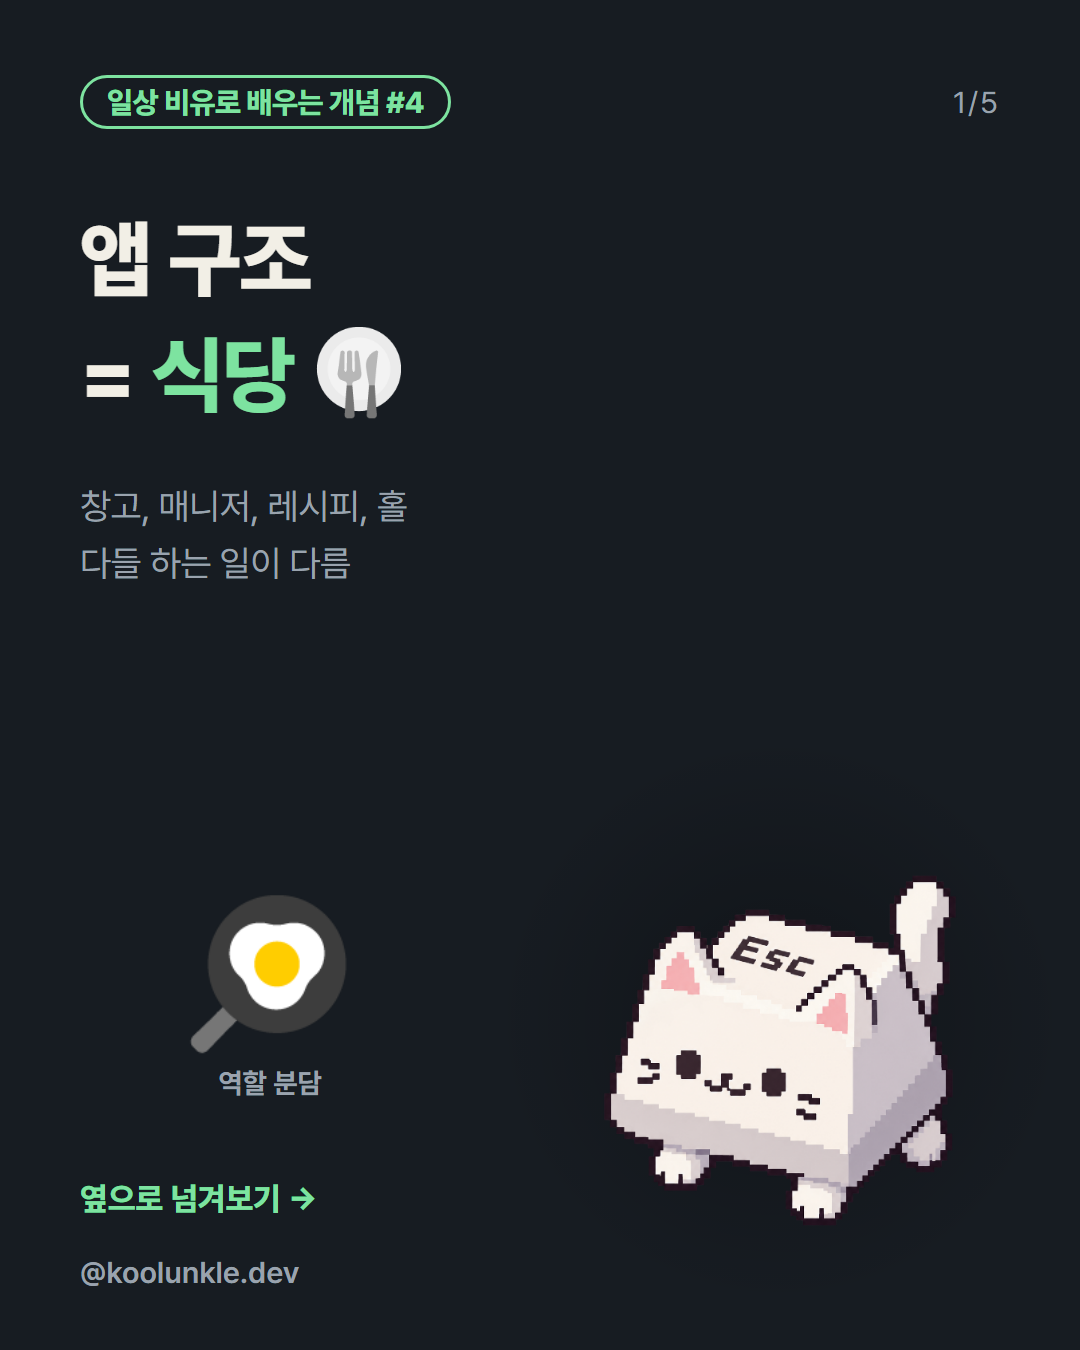 일상 비유로 배우는 개념 #4
1/5
앱 구조
= 식당
창고, 매니저, 레시피, 홀
다들 하는 일이 다름
Esc
역할 분담
옆으로 넘겨보기 →
@koolunkle.dev